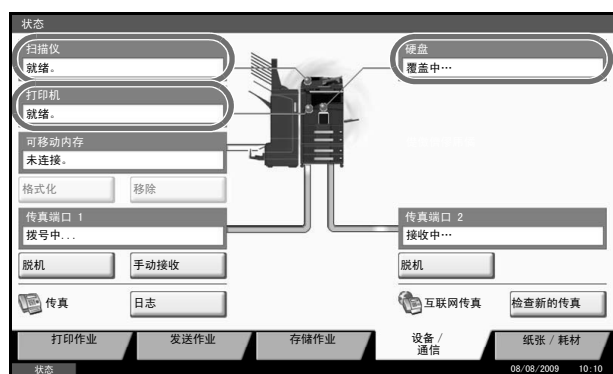 状态
扫描仪
就绪。
硬盘
覆盖中…
打印机
就绪。
可移动内存
未连接。
格式化
移除
传真端口 1
拨号中...
传真端口 2
接收中…
脱机
手动接收
脱机
传真
日志
互联网传真
检查新的传真
打印作业
发送作业
存储作业
设备 /
通信
纸张 / 耗材
状态
08/08/2009 10:10